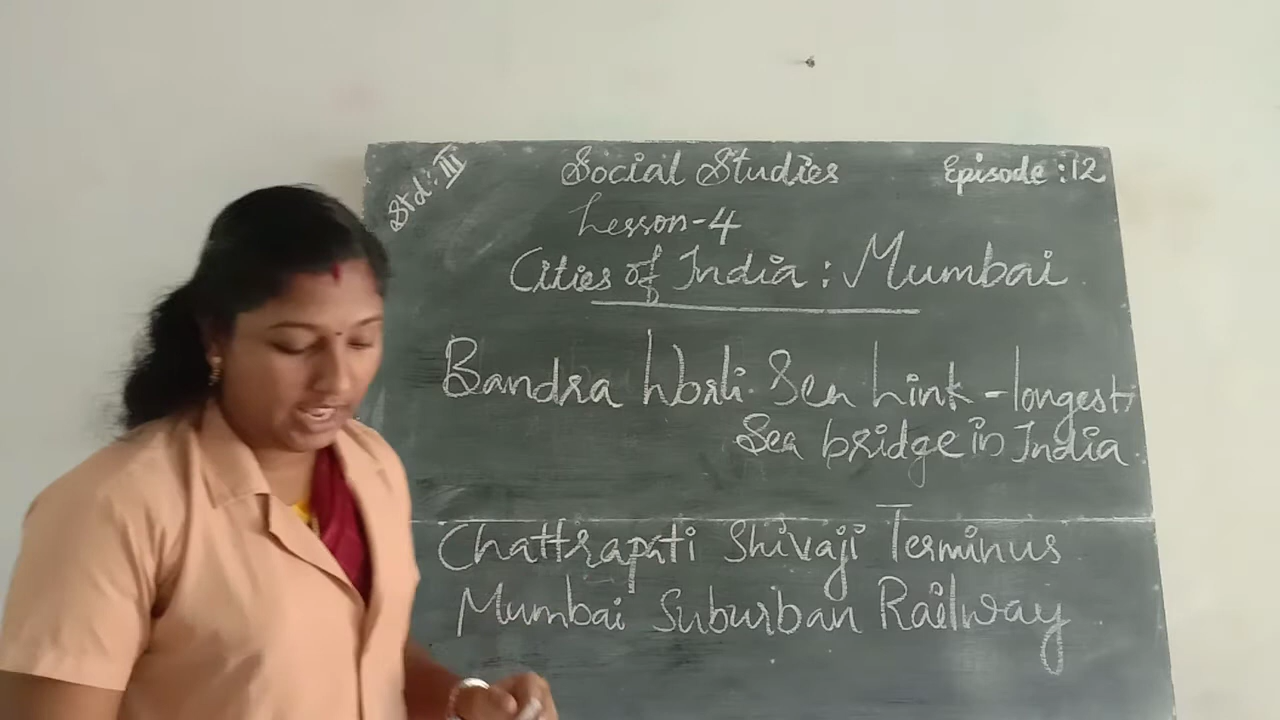 Std: III
Social Studies
Episode : 12
Lesson-4
Cities of India : Mumbai
Bandra Worli Sea Link - longest
Sea bridge in India.
Chattrapati Shivaji Terminus
Mumbai Suburban Railway